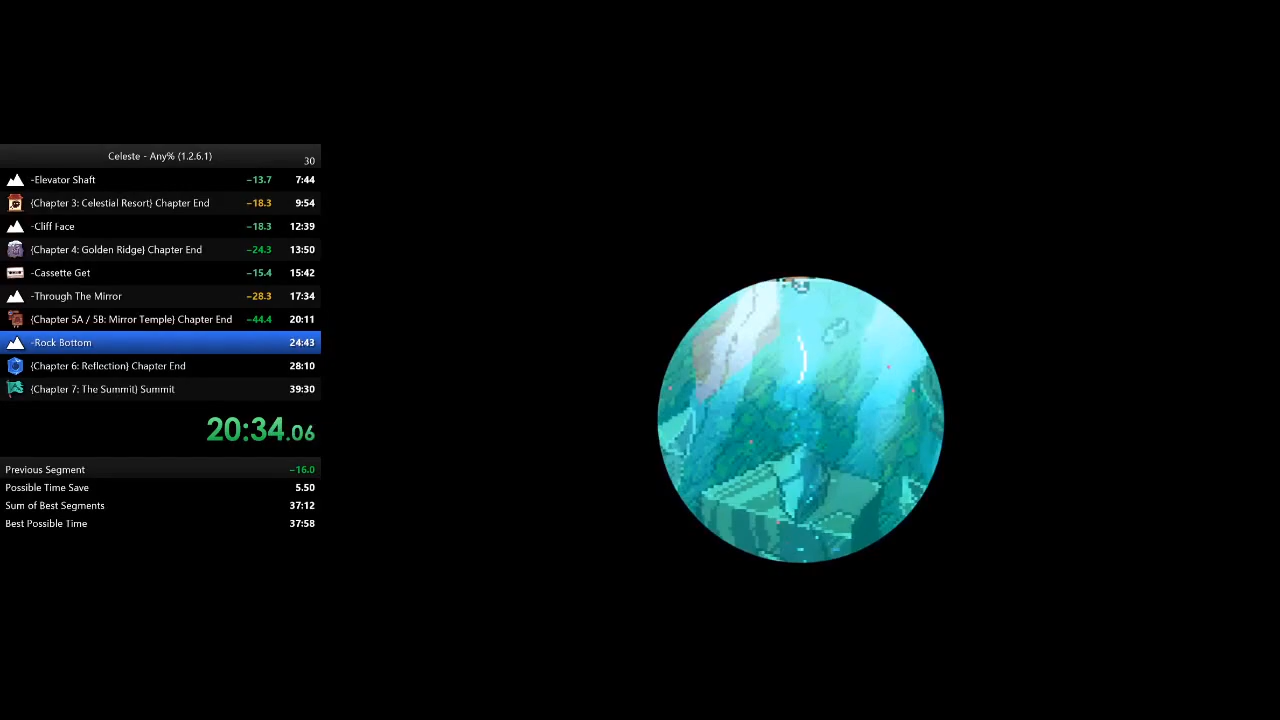 Celeste - Any% (1.2.6.1)
30
-Elevator Shaft −13.7 7:44
{Chapter 3: Celestial Resort} Chapter End −18.3 9:54
-Cliff Face −18.3 12:39
{Chapter 4: Golden Ridge} Chapter End −24.3 13:50
-Cassette Get −15.4 15:42
-Through The Mirror −28.3 17:34
{Chapter 5A / 5B: Mirror Temple} Chapter End −44.4 20:11
-Rock Bottom 24:43
{Chapter 6: Reflection} Chapter End 28:10
{Chapter 7: The Summit} Summit 39:30
20:34.06
Previous Segment −16.0
Possible Time Save 5.50
Sum of Best Segments 37:12
Best Possible Time 37:58